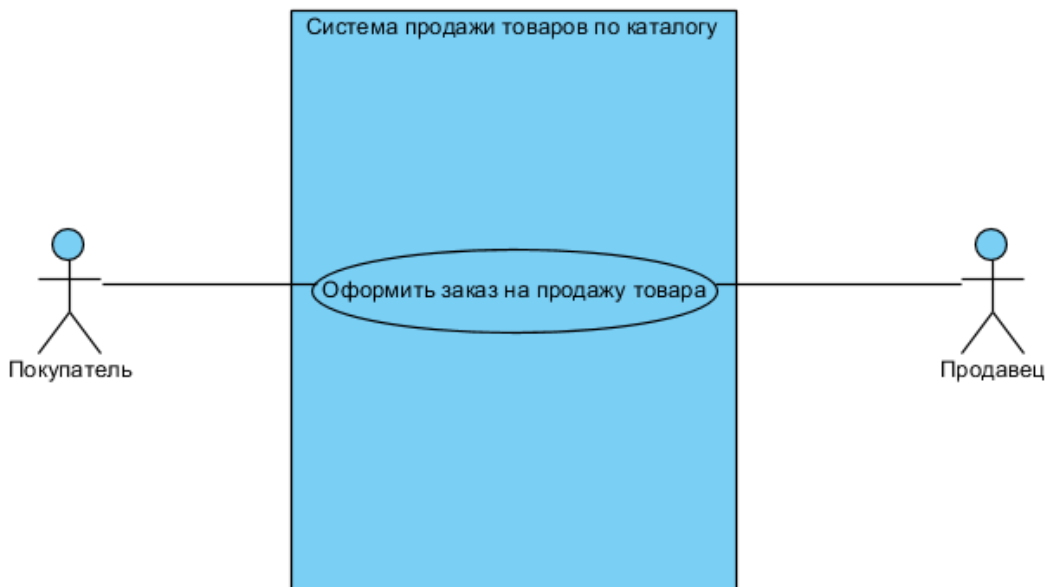 Система продажи товаров по каталогу
Оформить заказ на продажу товара
Покупатель
Продавец